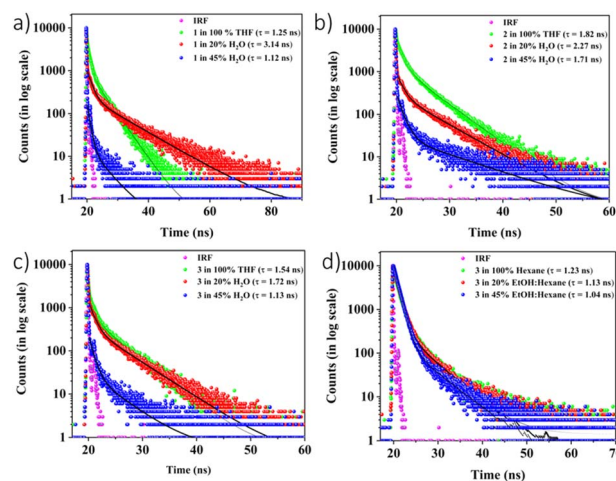 a)
IRF
1 in 100 % THF (τ = 1.25 ns)
1 in 20% H₂O (τ = 3.14 ns)
1 in 45% H₂O (τ = 1.12 ns)
Counts (in log scale)
10000
1000
100
10
1
20 40 60 80
Time (ns)
b)
IRF
2 in 100% THF (τ = 1.82 ns)
2 in 20% H₂O (τ = 2.27 ns)
2 in 45% H₂O (τ = 1.71 ns)
Counts (in log scale)
10000
1000
100
10
1
20 30 40 50 60
Time (ns)
c)
IRF
3 in 100% THF (τ = 1.54 ns)
3 in 20% H₂O (τ = 1.72 ns)
3 in 45% H₂O (τ = 1.13 ns)
Counts (in log scale)
10000
1000
100
10
1
20 30 40 50 60
Time (ns)
d)
IRF
3 in 100% Hexane (τ = 1.23 ns)
3 in 20% EtOH:Hexane (τ = 1.13 ns)
3 in 45% EtOH:Hexane (τ = 1.04 ns)
Counts (in log scale)
10000
1000
100
10
1
20 30 40 50 60 70
Time (ns)